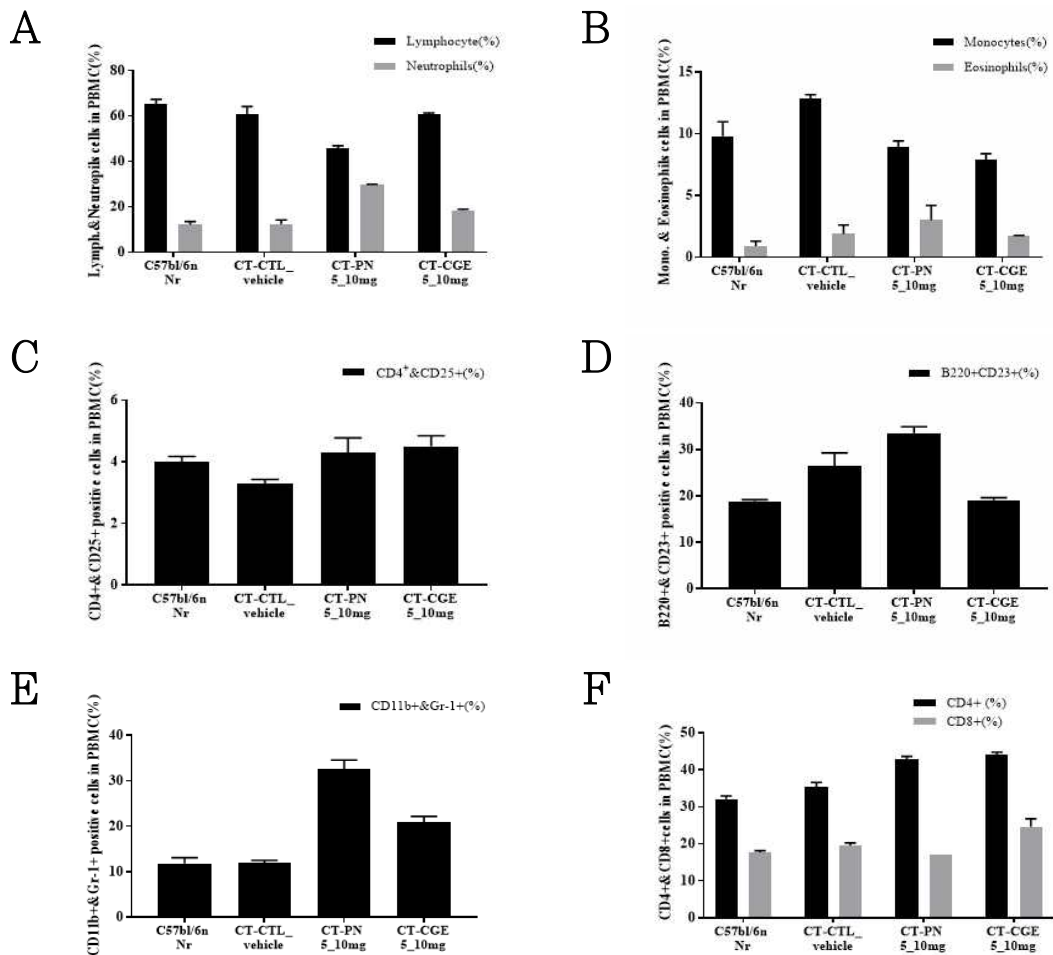 A
Lymphocyte(%)
Neutrophils(%)
Lymph.&Neutropils cells in PBMC(%)
80
60
40
20
0
C57bl/6n
Nr
CT-CTL_
vehicle
CT-PN
5_10mg
CT-CGE
5_10mg
B
Monocytes(%)
Eosinophils(%)
Mono. & Eosinophils cells in PBMC(%)
15
10
5
0
C57bl/6n
Nr
CT-CTL_
vehicle
CT-PN
5_10mg
CT-CGE
5_10mg
C
CD4+&CD25+(%)
CD4+&CD25+ positive cells in PBMC(%)
6
4
2
0
C57bl/6n
Nr
CT-CTL_
vehicle
CT-PN
5_10mg
CT-CGE
5_10mg
D
B220+CD23+(%)
B220+&CD23+ positive cells in PBMC(%)
40
30
20
10
0
C57bl/6n
Nr
CT-CTL_
vehicle
CT-PN
5_10mg
CT-CGE
5_10mg
E
CD11b+&Gr-1+(%)
CD11b+&Gr-1+ positive cells in PBMC(%)
40
30
20
10
0
C57bl/6n
Nr
CT-CTL_
vehicle
CT-PN
5_10mg
CT-CGE
5_10mg
F
CD4+ (%)
CD8+(%)
CD4+&CD8+cells in PBMC(%)
50
40
30
20
10
0
C57bl/6n
Nr
CT-CTL_
vehicle
CT-PN
5_10mg
CT-CGE
5_10mg